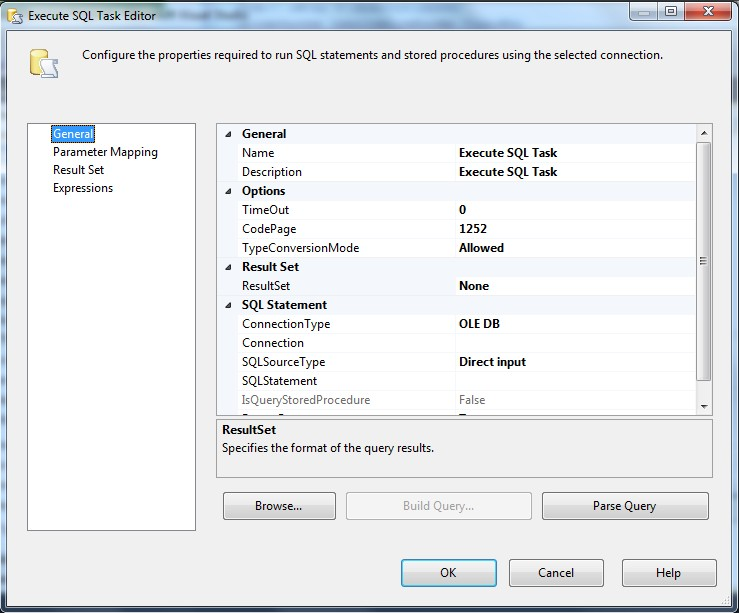 Execute SQL Task Editor
Configure the properties required to run SQL statements and stored procedures using the selected connection.
General
Parameter Mapping
Result Set
Expressions
General
Name Execute SQL Task
Description Execute SQL Task
Options
TimeOut 0
CodePage 1252
TypeConversionMode Allowed
Result Set
ResultSet None
SQL Statement
ConnectionType OLE DB
Connection
SQLSourceType Direct input
SQLStatement
IsQueryStoredProcedure False
ResultSet
Specifies the format of the query results.
Browse... Build Query... Parse Query
OK Cancel Help